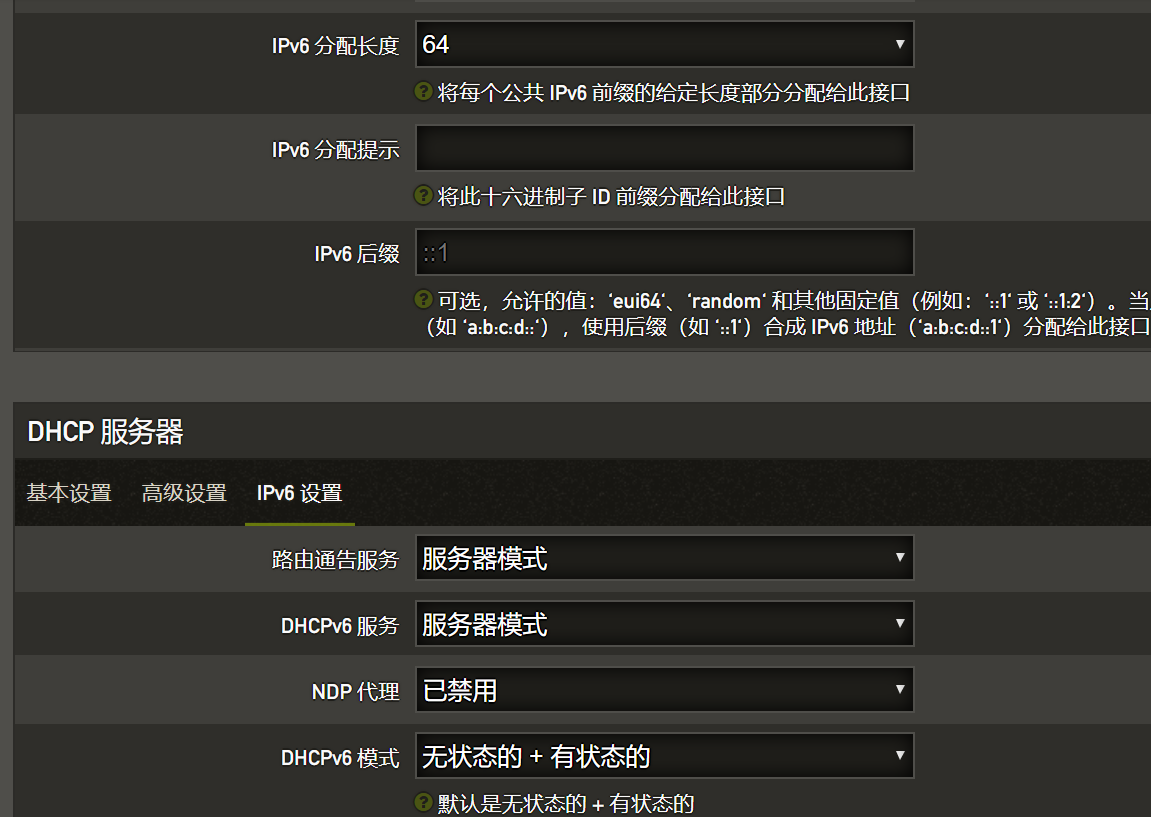 IPv6 分配长度 64
将每个公共 IPv6 前缀的给定长度部分分配给此接口
IPv6 分配提示
将此十六进制子 ID 前缀分配给此接口
IPv6 后缀 ::1
可选，允许的值：‘eui64‘、‘random‘ 和其他固定值（例如：‘::1‘ 或 ‘::1:2‘）。当
（如 ‘a:b:c:d::‘），使用后缀（如 ‘::1‘）合成 IPv6 地址（‘a:b:c:d::1‘）分配给此接口
DHCP 服务器
基本设置 高级设置 IPv6 设置
路由通告服务 服务器模式
DHCPv6 服务 服务器模式
NDP 代理 已禁用
DHCPv6 模式 无状态的 + 有状态的
默认是无状态的 + 有状态的